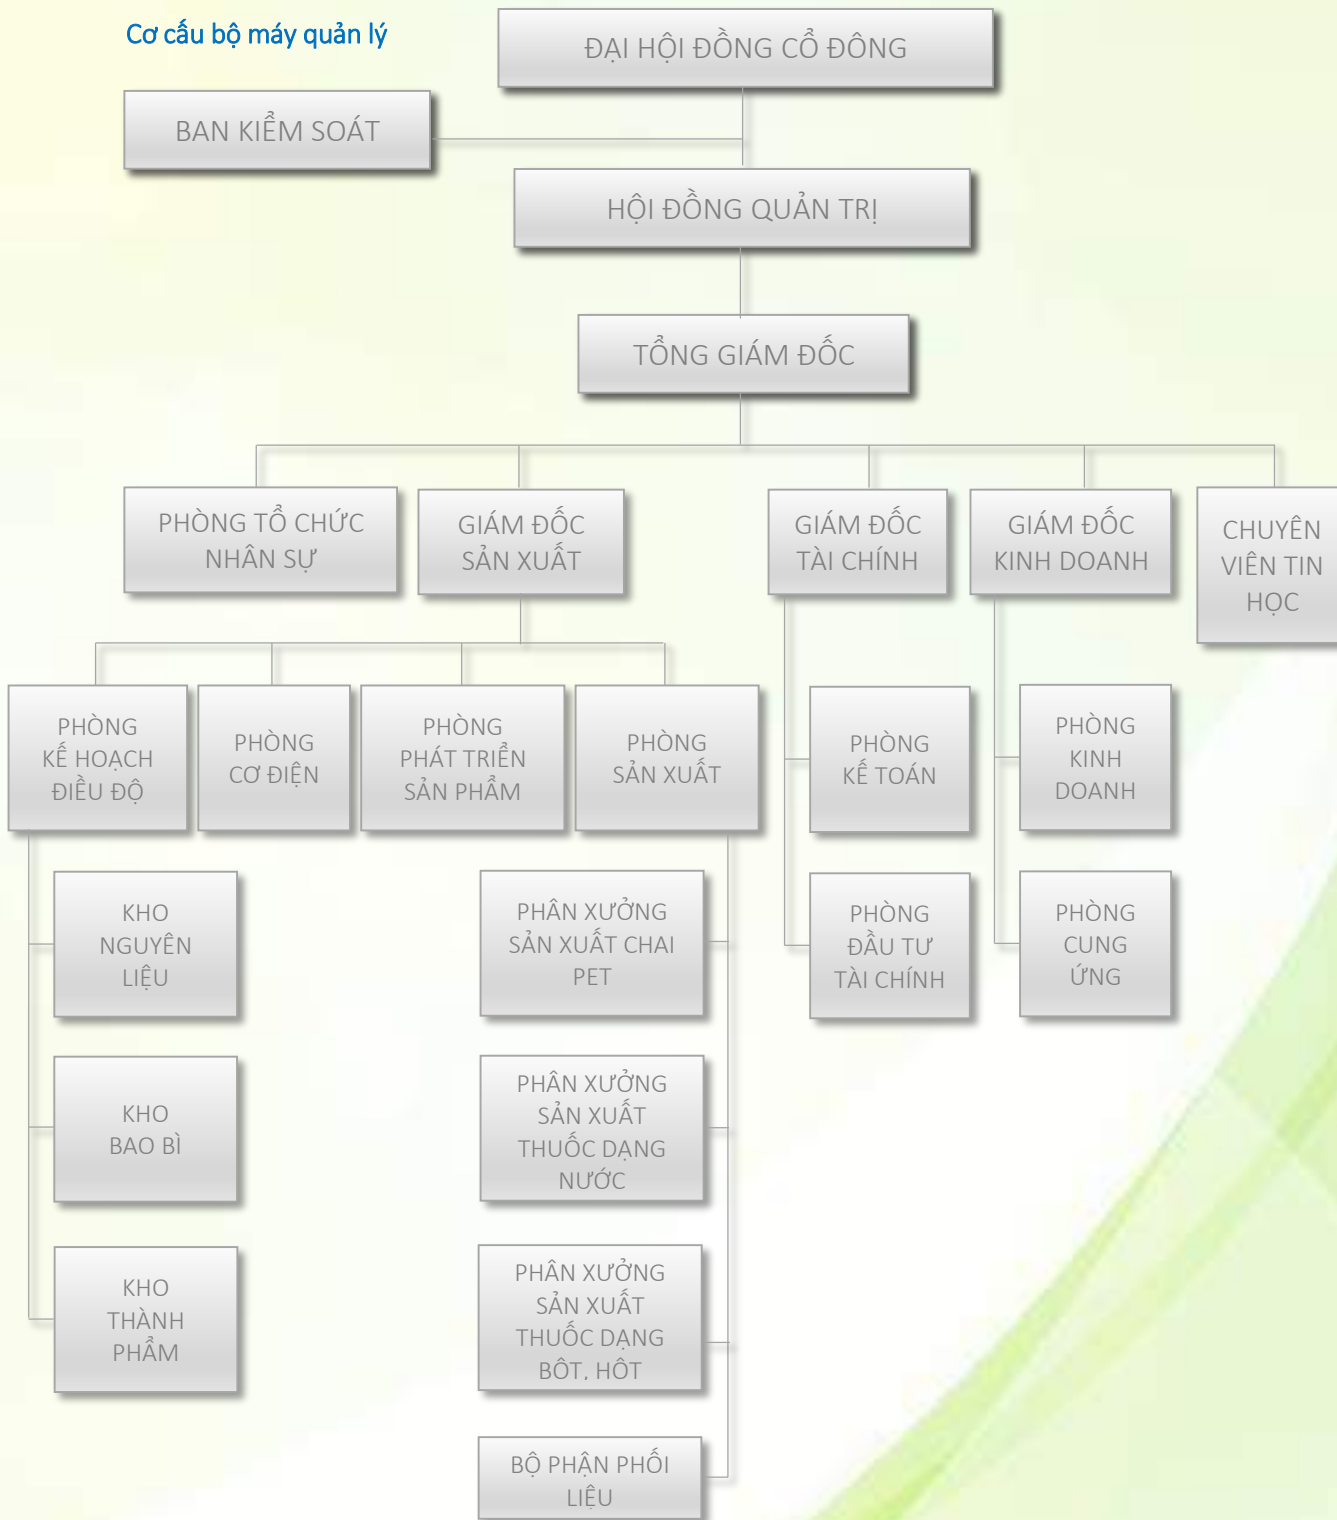 Cơ cấu bộ máy quản lý
ĐẠI HỘI ĐỒNG CỔ ĐÔNG
BAN KIỂM SOÁT
HỘI ĐỒNG QUẢN TRỊ
TỔNG GIÁM ĐỐC
PHÒNG TỔ CHỨC
NHÂN SỰ
GIÁM ĐỐC
SẢN XUẤT
GIÁM ĐỐC
TÀI CHÍNH
GIÁM ĐỐC
KINH DOANH
CHUYÊN
VIÊN TIN
HỌC
PHÒNG
KẾ HOẠCH
ĐIỀU ĐỘ
PHÒNG
CƠ ĐIỆN
PHÒNG
PHÁT TRIỂN
SẢN PHẨM
PHÒNG
SẢN XUẤT
PHÒNG
KẾ TOÁN
PHÒNG
KINH
DOANH
KHO
NGUYÊN
LIỆU
PHÂN XƯỞNG
SẢN XUẤT CHAI
PET
PHÒNG
ĐẦU TƯ
TÀI CHÍNH
PHÒNG
CUNG
ỨNG
KHO
BAO BÌ
PHÂN XƯỞNG
SẢN XUẤT
THUỐC DẠNG
NƯỚC
KHO
THÀNH
PHẨM
PHÂN XƯỞNG
SẢN XUẤT
THUỐC DẠNG
BỘT, HỘT
BỘ PHẬN PHỐI
LIỆU